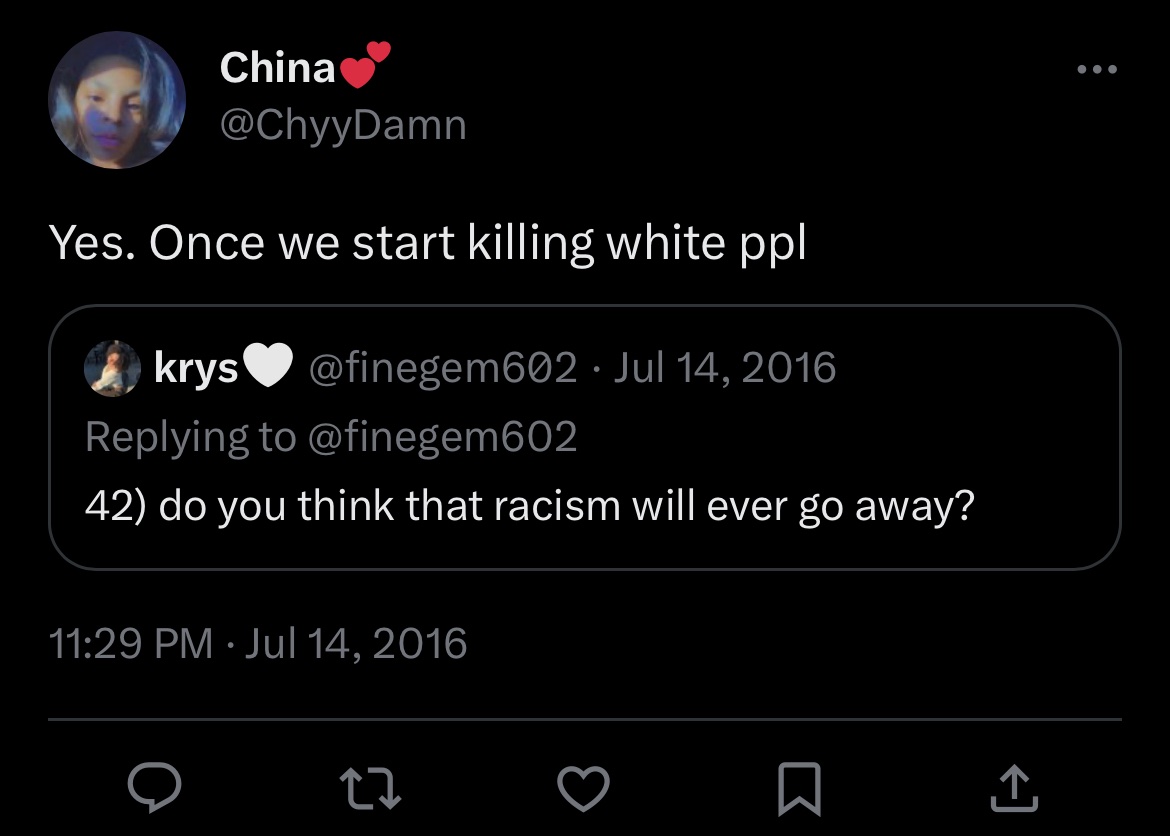 China💕
@ChyyDamn
Yes. Once we start killing white ppl
krys🤍 @finegem602 · Jul 14, 2016
Replying to @finegem602
42) do you think that racism will ever go away?
11:29 PM · Jul 14, 2016